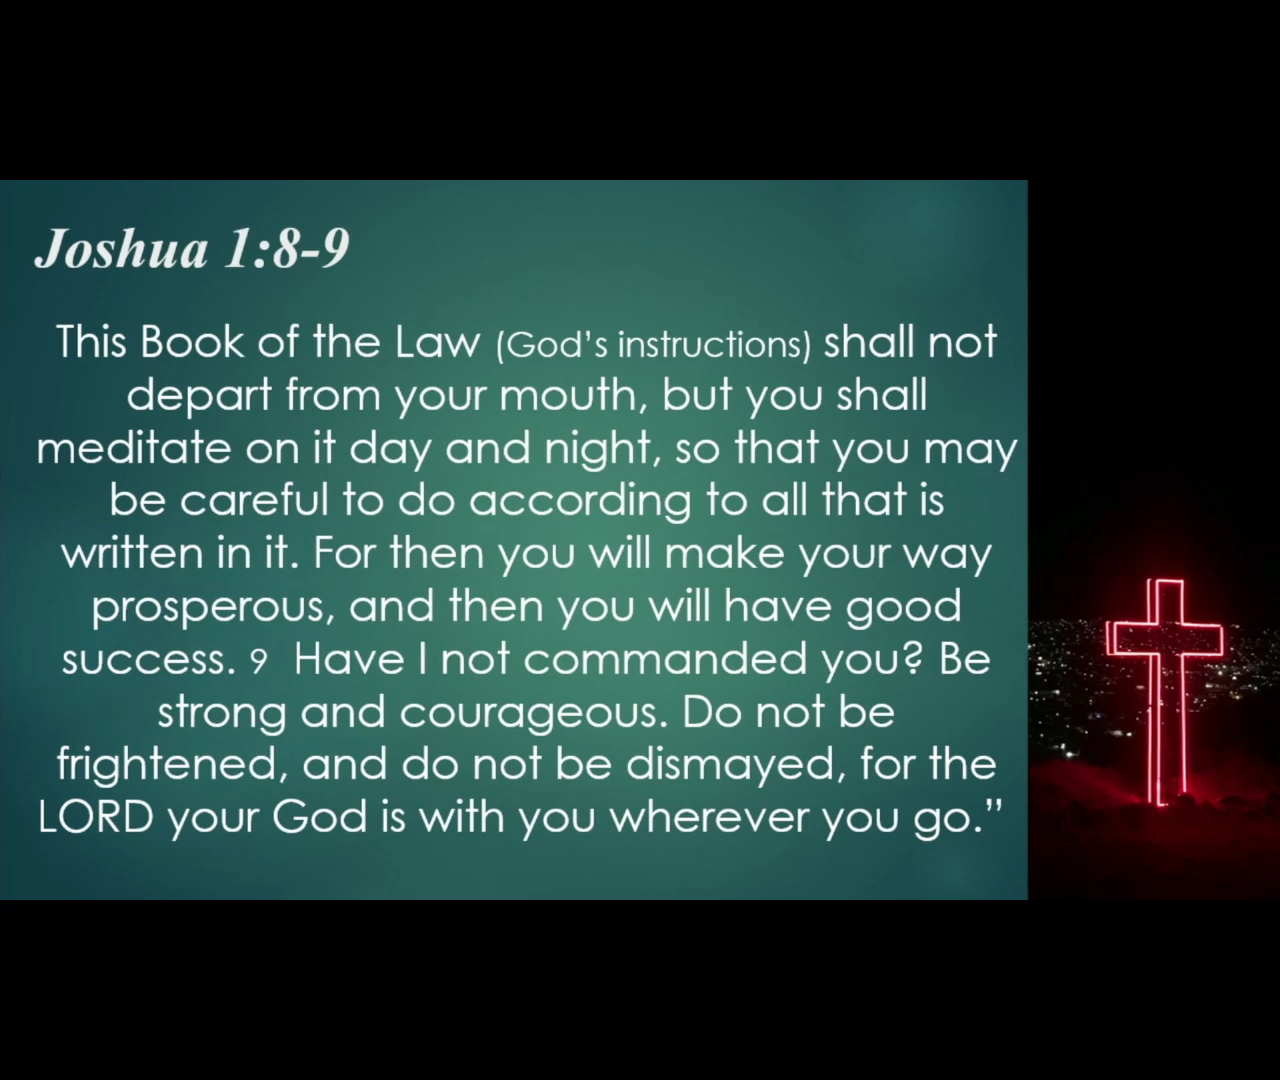 Joshua 1:8-9
This Book of the Law (God’s instructions) shall not
depart from your mouth, but you shall
meditate on it day and night, so that you may
be careful to do according to all that is
written in it. For then you will make your way
prosperous, and then you will have good
success. 9 Have I not commanded you? Be
strong and courageous. Do not be
frightened, and do not be dismayed, for the
LORD your God is with you wherever you go.”